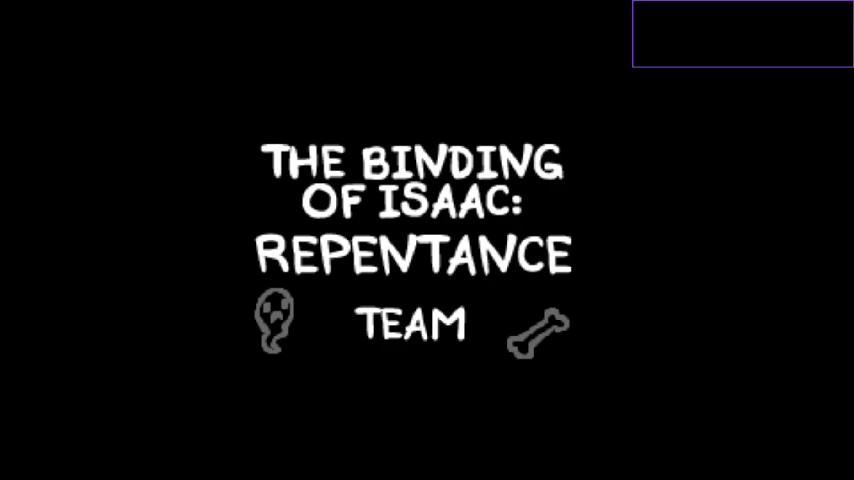 THE BINDING
OF ISAAC:
REPENTANCE
TEAM